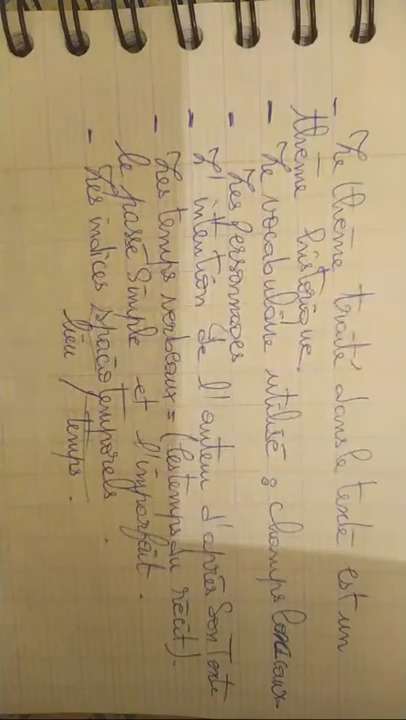 - Le thème traité dans le texte est un
thème historique.
- Le vocabulaire utilisé : champs lexicaux
- Les personnages
- L'intention de l'auteur d'après son Texte
- Les temps verbaux = (les temps du récit).
le passé Simple et l'imparfait.
- Les indices spaciotemporels.
lieu / temps.